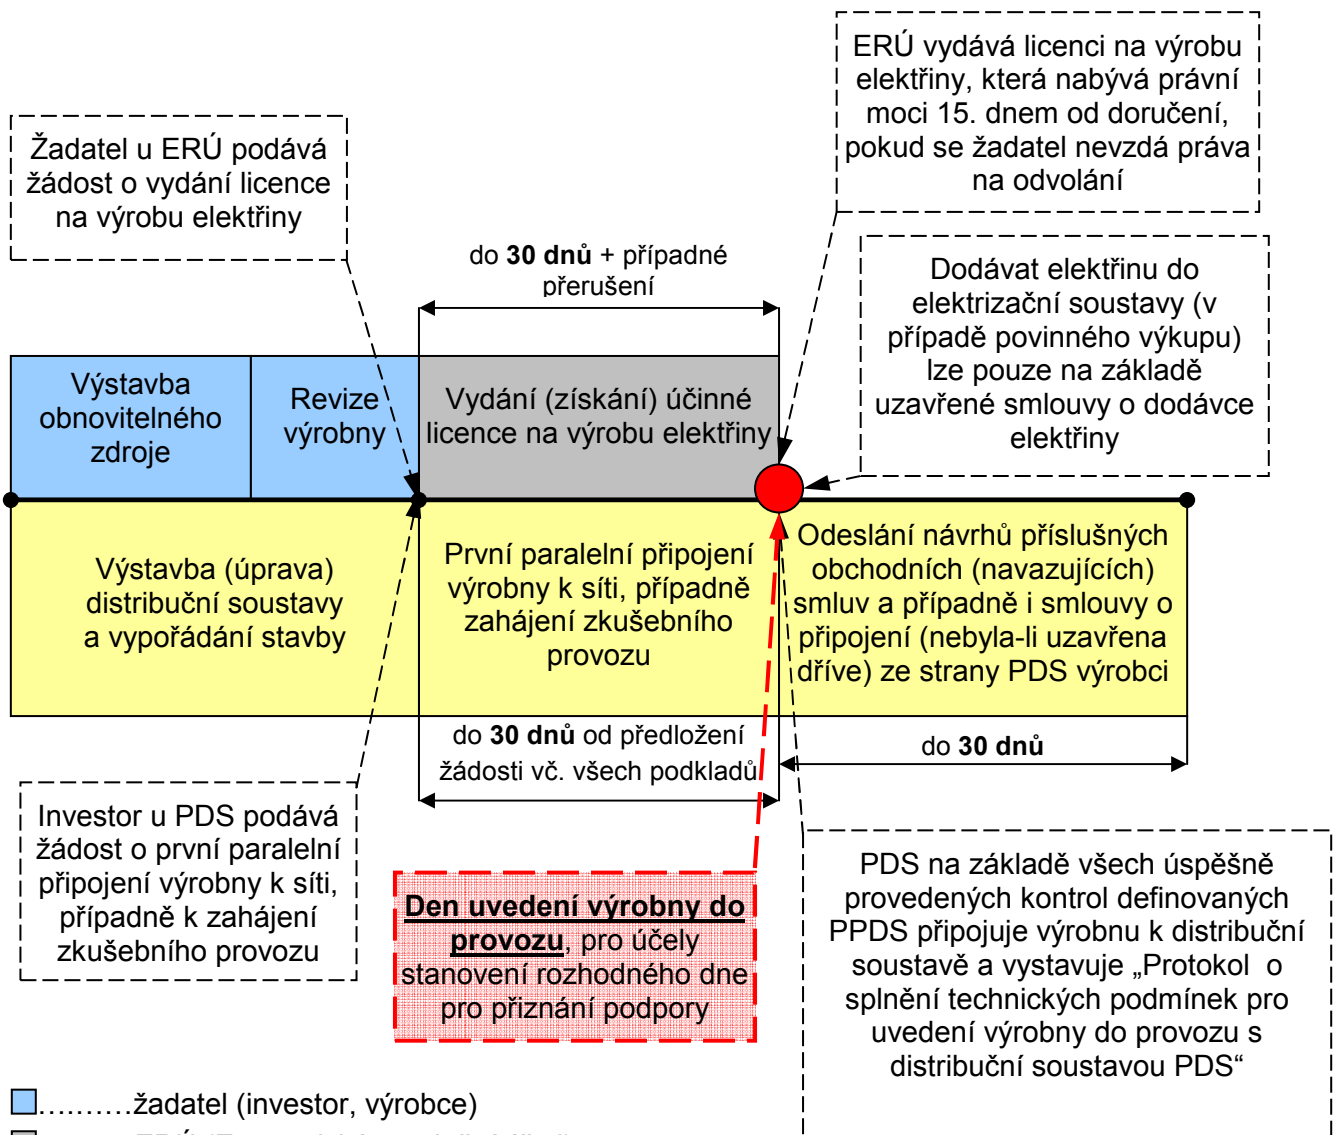 ERÚ vydává licenci na výrobu
elektřiny, která nabývá právní
moci 15. dnem od doručení,
pokud se žadatel nevzdá práva
na odvolání
Žadatel u ERÚ podává
žádost o vydání licence
na výrobu elektřiny
do 30 dnů + případné
přerušení
Dodávat elektřinu do
elektrizační soustavy (v
případě povinného výkupu)
lze pouze na základě
uzavřené smlouvy o dodávce
elektřiny
Výstavba
obnovitelného
zdroje
Revize
výrobny
Vydání (získání) účinné
licence na výrobu elektřiny
Výstavba (úprava)
distribuční soustavy
a vypořádání stavby
První paralelní připojení
výrobny k síti, případně
zahájení zkušebního
provozu
Odeslání návrhů příslušných
obchodních (navazujících)
smluv a případně i smlouvy o
připojení (nebyla-li uzavřena
dříve) ze strany PDS výrobci
do 30 dnů od předložení
žádosti vč. všech podkladů
do 30 dnů
Investor u PDS podává
žádost o první paralelní
připojení výrobny k síti,
případně k zahájení
zkušebního provozu
Den uvedení výrobny do
provozu, pro účely
stanovení rozhodného dne
pro přiznání podpory
PDS na základě všech úspěšně
provedených kontrol definovaných
PPDS připojuje výrobnu k distribuční
soustavě a vystavuje „Protokol o
splnění technických podmínek pro
uvedení výrobny do provozu s
distribuční soustavou PDS“
..........žadatel (investor, výrobce)